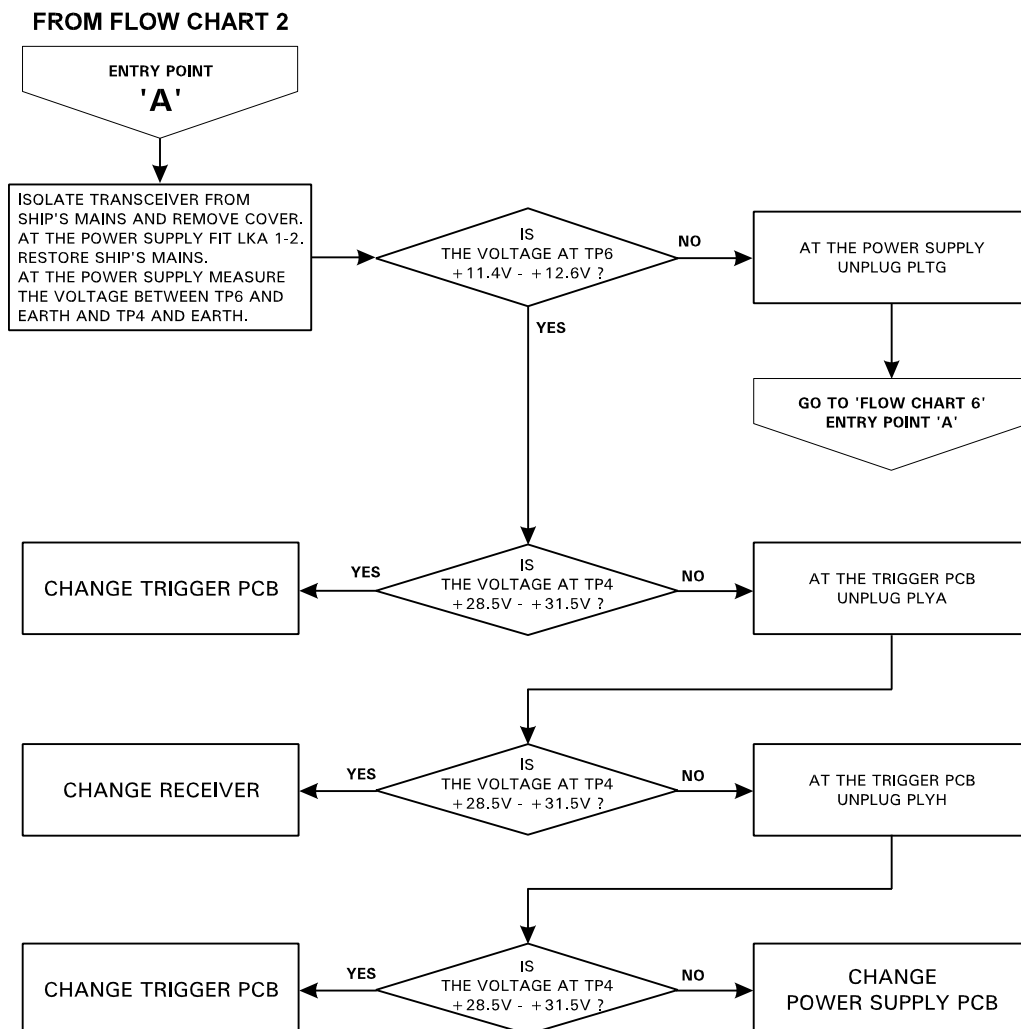 FROM FLOW CHART 2
ENTRY POINT
'A'
ISOLATE TRANSCEIVER FROM
SHIP'S MAINS AND REMOVE COVER.
AT THE POWER SUPPLY FIT LKA 1-2.
RESTORE SHIP'S MAINS.
AT THE POWER SUPPLY MEASURE
THE VOLTAGE BETWEEN TP6 AND
EARTH AND TP4 AND EARTH.
IS
THE VOLTAGE AT TP6
+11.4V - +12.6V ?
NO
YES
AT THE POWER SUPPLY
UNPLUG PLTG
GO TO 'FLOW CHART 6'
ENTRY POINT 'A'
CHANGE TRIGGER PCB
YES
IS
THE VOLTAGE AT TP4
+28.5V - +31.5V ?
NO
AT THE TRIGGER PCB
UNPLUG PLYA
CHANGE RECEIVER
YES
IS
THE VOLTAGE AT TP4
+28.5V - +31.5V ?
NO
AT THE TRIGGER PCB
UNPLUG PLYH
CHANGE TRIGGER PCB
YES
IS
THE VOLTAGE AT TP4
+28.5V - +31.5V ?
NO
CHANGE
POWER SUPPLY PCB